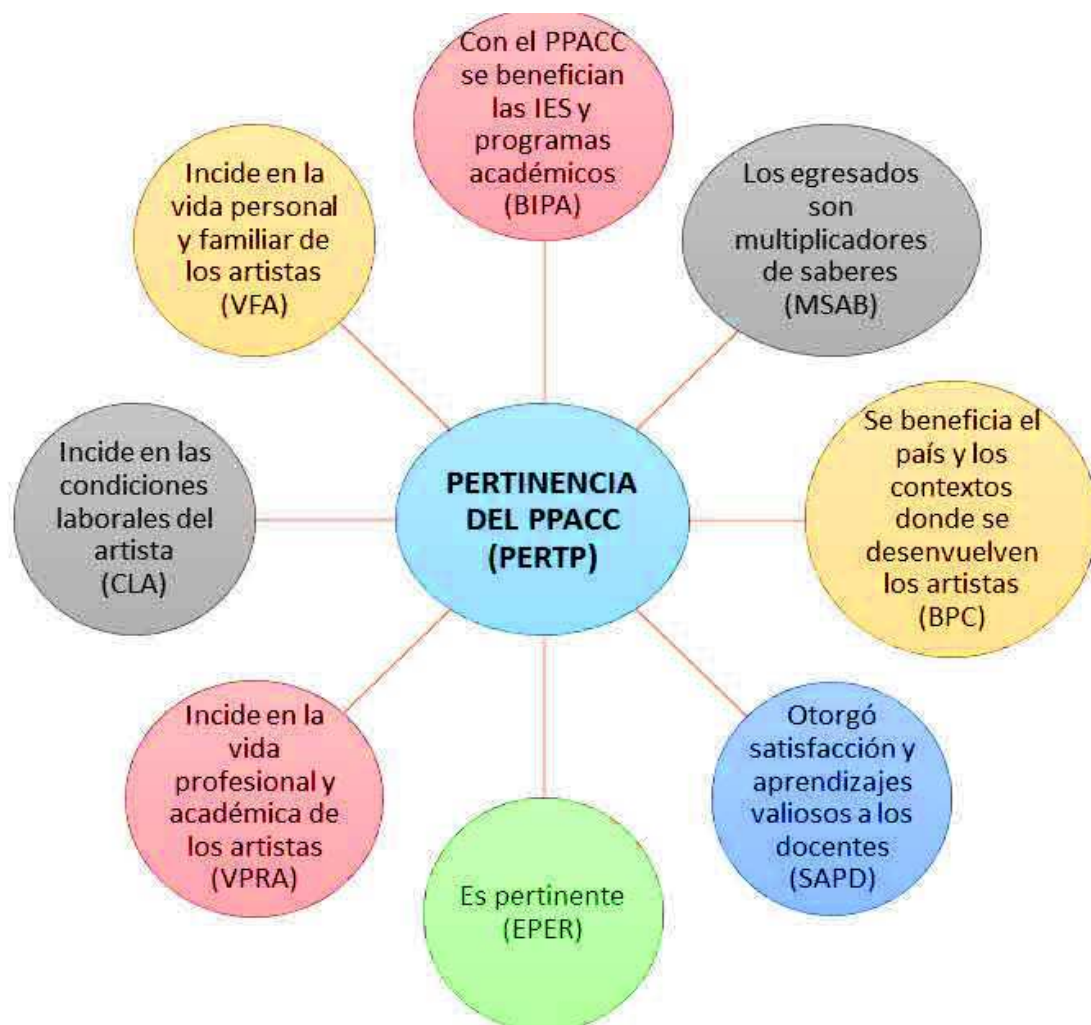 Con el PPACC
se benefician
las IES y
programas
académicos
(BIPA)
Los egresados
son
multiplicadores
de saberes
(MSAB)
Se beneficia el
país y los
contextos
donde se
desenvuelven
los artistas
(BPC)
Otorgó
satisfacción y
aprendizajes
valiosos a los
docentes
(SAPD)
Es pertinente
(EPER)
Incide en la
vida
profesional y
académica de
los artistas
(VPRA)
Incide en las
condiciones
laborales del
artista
(CLA)
Incide en la
vida personal
y familiar de
los artistas
(VFA)
PERTINENCIA
DEL PPACC
(PERTP)